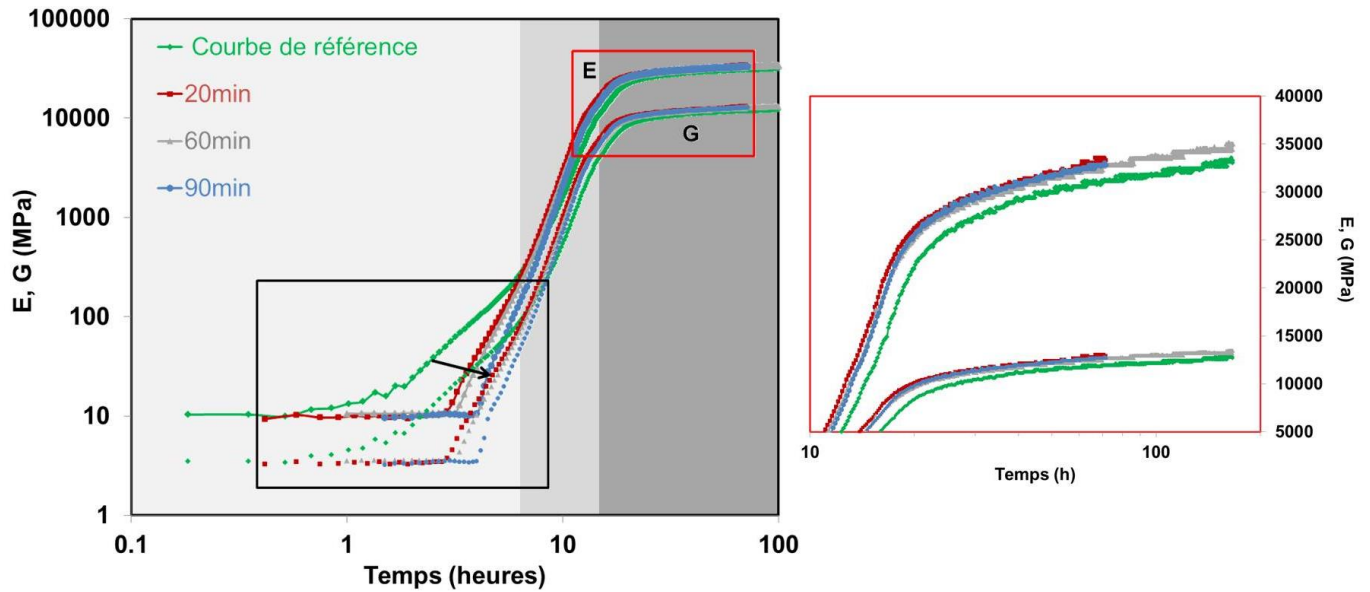 100000
10000
1000
100
10
1
E, G (MPa)
Courbe de référence
20min
60min
90min
E
G
0.1
1
10
100
Temps (heures)
40000
35000
30000
25000
20000
15000
10000
5000
E, G (MPa)
10
100
Temps (h)